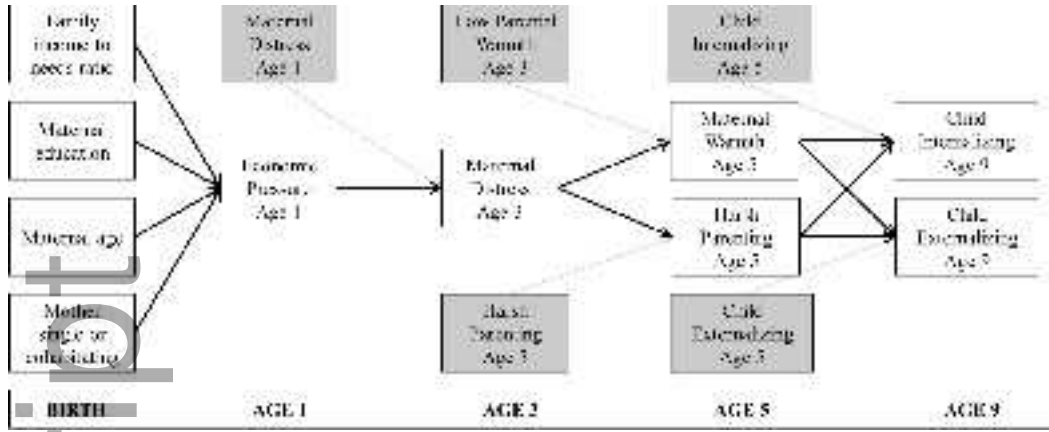 Family
income to
needs ratio
Maternal
education
Maternal age
Mother
single or
cohabitating
Maternal
Distress
Age 1
Economic
Pressure
Age 1
Low Parental
Warmth
Age 3
Maternal
Distress
Age 3
Harsh
Parenting
Age 3
Child
Internalizing
Age 5
Maternal
Warmth
Age 5
Harsh
Parenting
Age 5
Child
Externalizing
Age 5
Child
Internalizing
Age 9
Child
Externalizing
Age 9
BIRTH
AGE 1
AGE 2
AGE 5
AGE 9